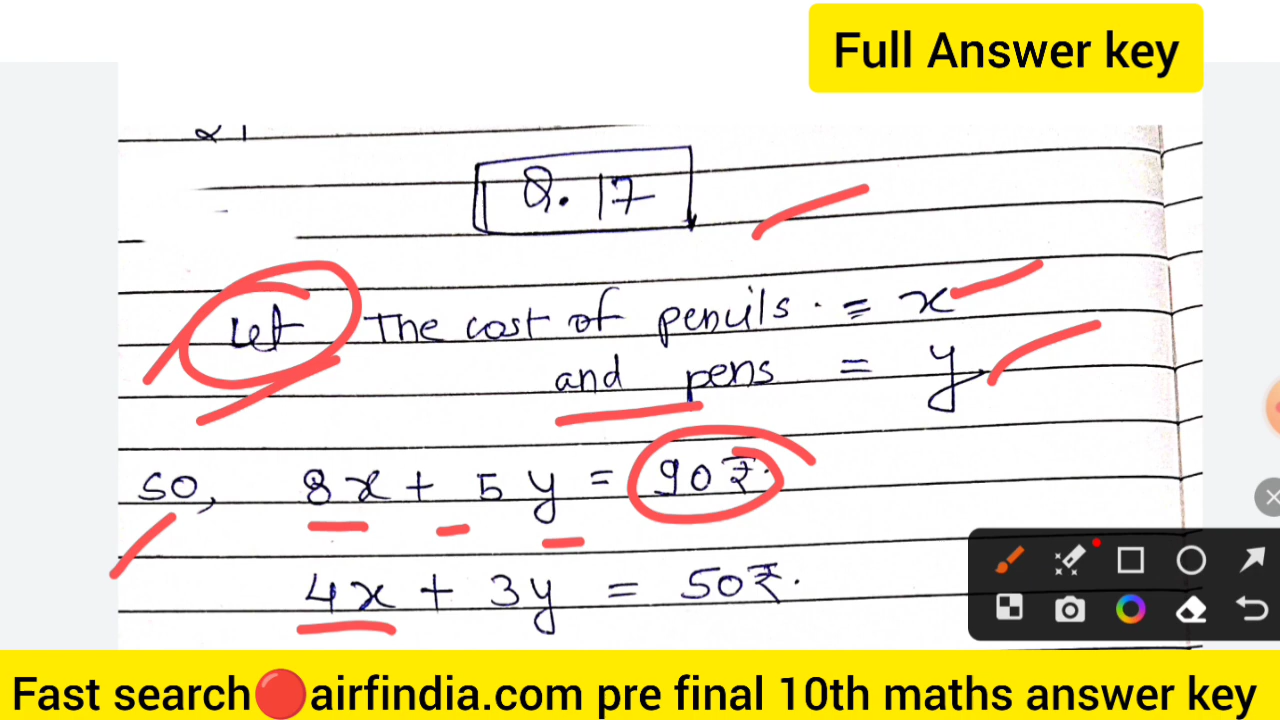 Full Answer key
Q. 17
Let The cost of pencils. = x
and pens = y
so, 8x + 5y = 90₹.
4x + 3y = 50₹.
Fast search🔴airfindia.com pre final 10th maths answer key